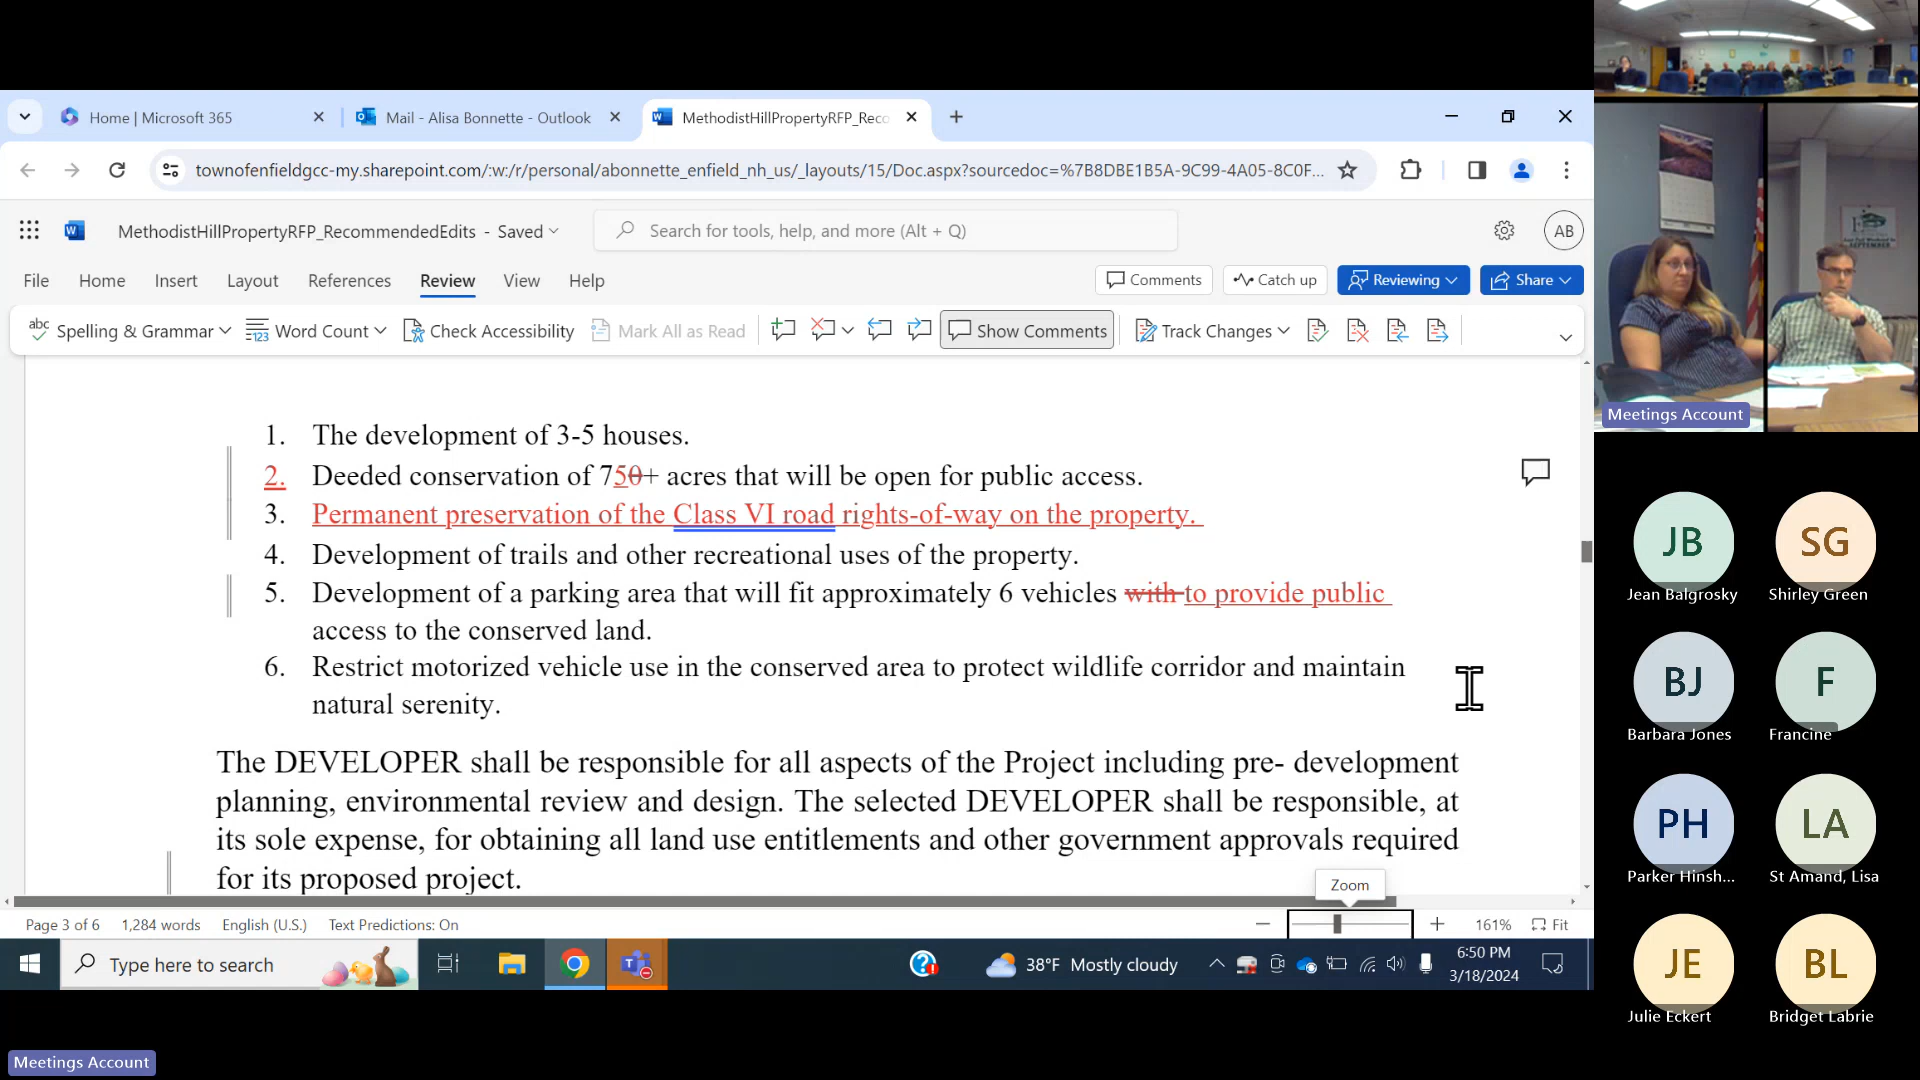 Home | Microsoft 365
Mail - Alisa Bonnette - Outlook
MethodistHillPropertyRFP_Reco
townofenfieldgcc-my.sharepoint.com/:w:/r/personal/abonnette_enfield_nh_us/_layouts/15/Doc.aspx?sourcedoc=%7B8DBE1B5A-9C99-4A05-8C0F...
MethodistHillPropertyRFP_RecommendedEdits - Saved
Search for tools, help, and more (Alt + Q)
AB
File Home Insert Layout References Review View Help
Comments Catch up Reviewing Share
abc Spelling & Grammar 123 Word Count Check Accessibility Mark All as Read Show Comments Track Changes
1. The development of 3-5 houses.
2. Deeded conservation of 750+ acres that will be open for public access.
3. Permanent preservation of the Class VI road rights-of-way on the property.
4. Development of trails and other recreational uses of the property.
5. Development of a parking area that will fit approximately 6 vehicles with to provide public
access to the conserved land.
6. Restrict motorized vehicle use in the conserved area to protect wildlife corridor and maintain
natural serenity.
The DEVELOPER shall be responsible for all aspects of the Project including pre- development
planning, environmental review and design. The selected DEVELOPER shall be responsible, at
its sole expense, for obtaining all land use entitlements and other government approvals required
for its proposed project.
Zoom
Page 3 of 6 1,284 words English (U.S.) Text Predictions: On 161% Fit
Type here to search
38°F Mostly cloudy
6:50 PM
3/18/2024
Meetings Account
Meetings Account
SEPTEMBER
JB SG
Jean Balgrosky Shirley Green
BJ F
Barbara Jones Francine
PH LA
Parker Hinsh... St Amand, Lisa
JE BL
Julie Eckert Bridget Labrie